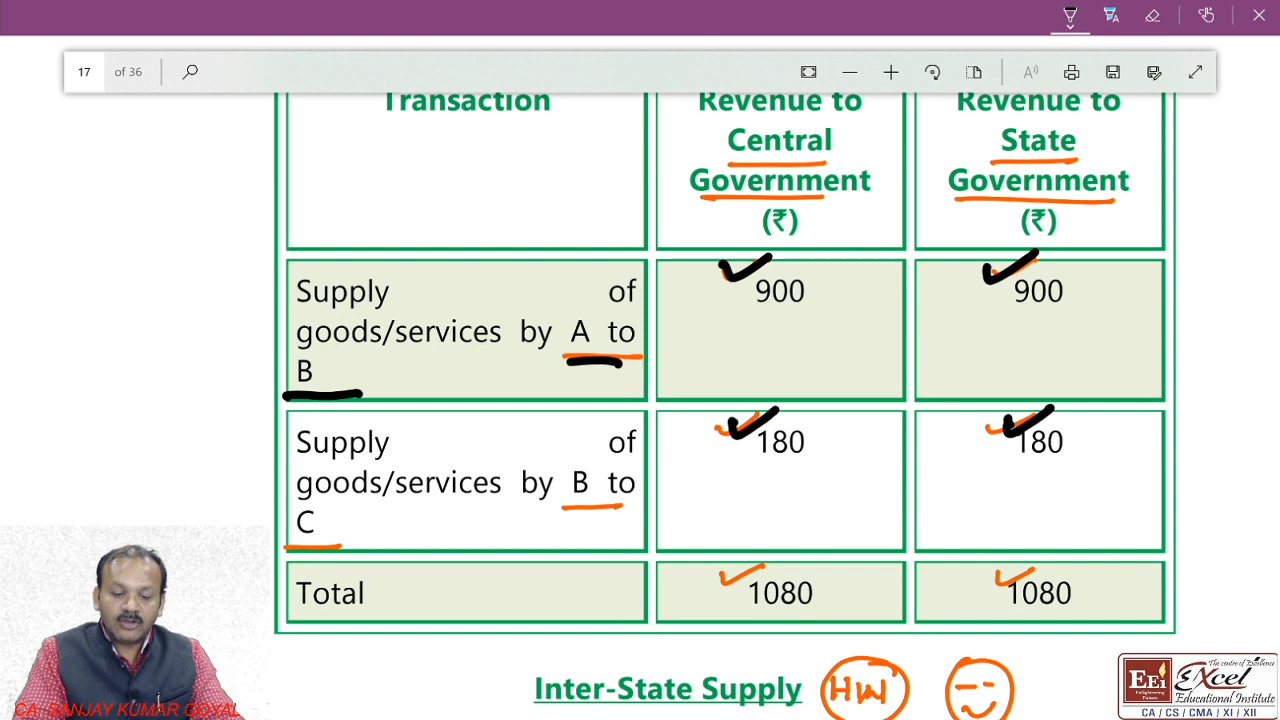 17 of 36
Transaction
Revenue to
Central
Government
(₹)
Revenue to
State
Government
(₹)
Supply of
goods/services by A to
B
900
900
Supply of
goods/services by B to
C
180
180
Total
1080
1080
Inter-State Supply
HW
CA. SANJAY KUMAR GOYAL
The centre of Excellence
EEi
Enlightening Future
Excel
Educational Institute
CA / CS / CMA / XI / XII